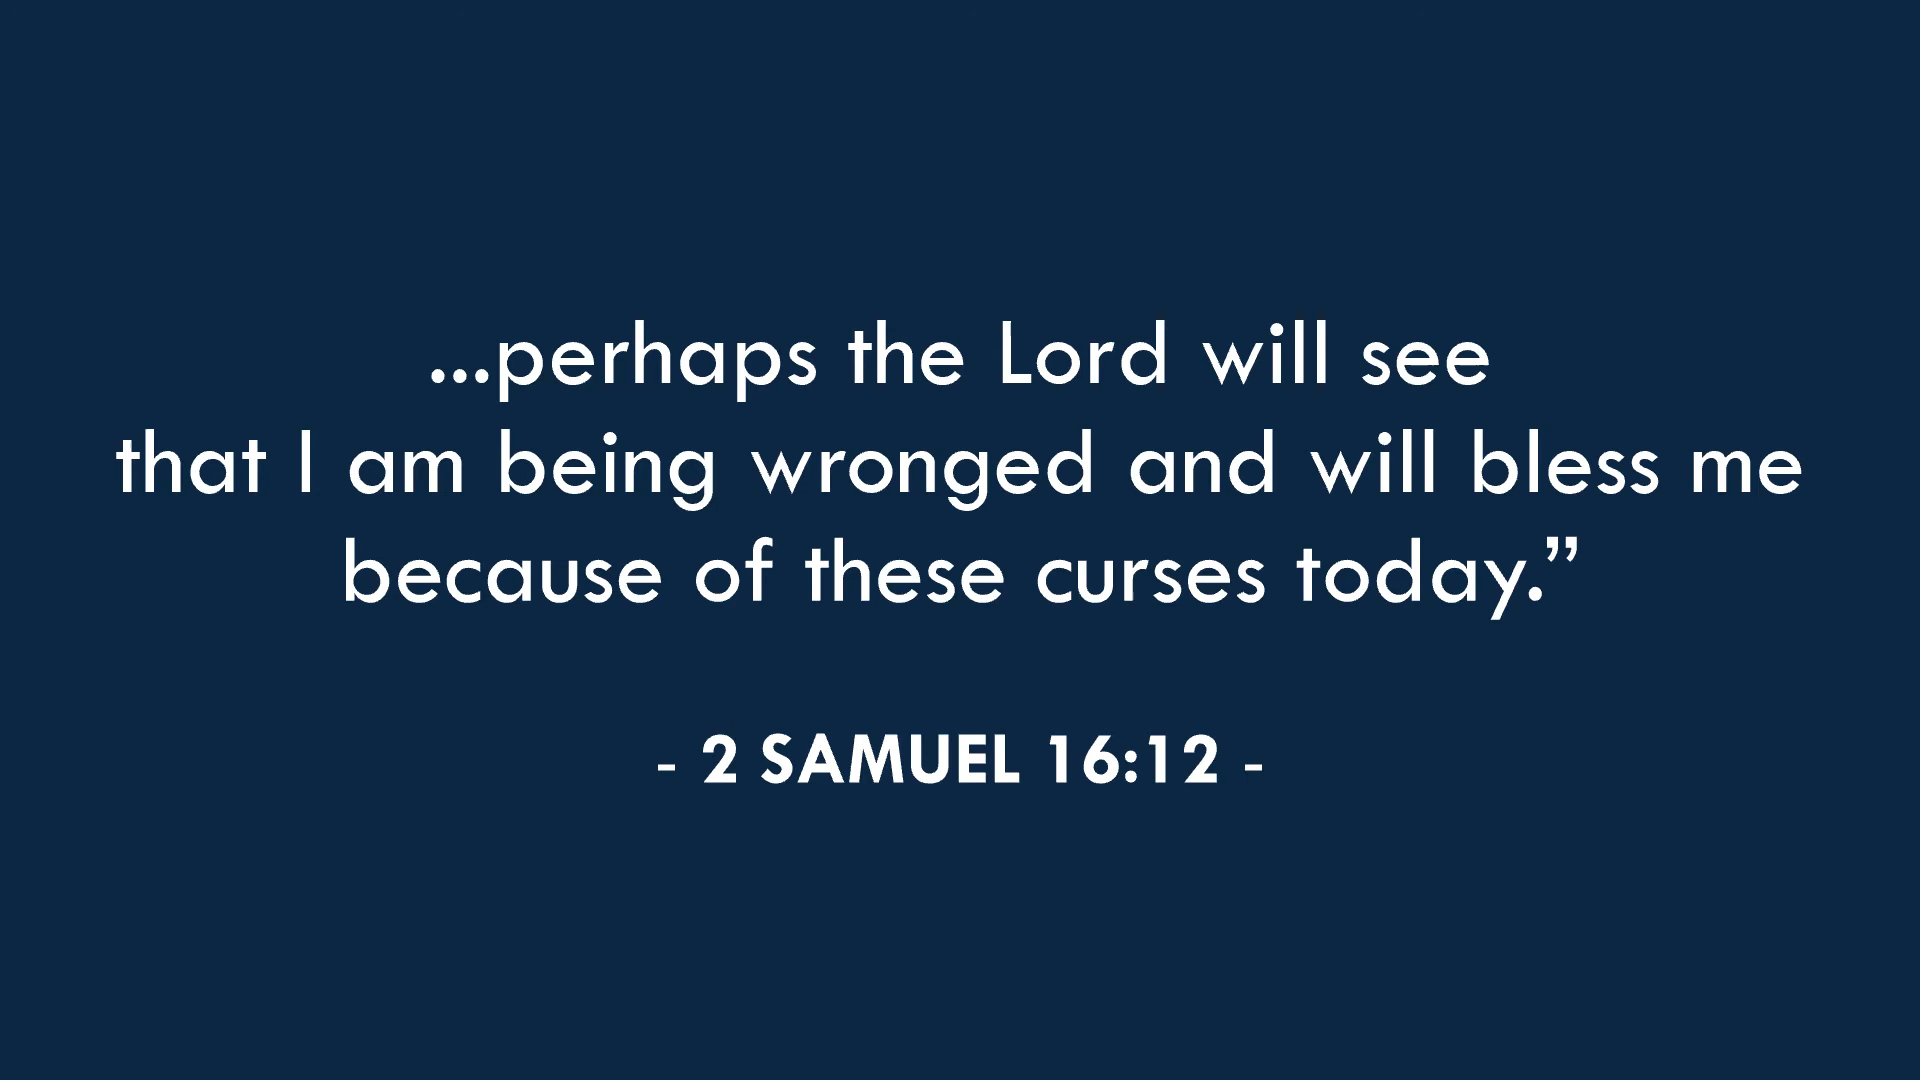 ...perhaps the Lord will see
that I am being wronged and will bless me
because of these curses today.”
- 2 SAMUEL 16:12 -